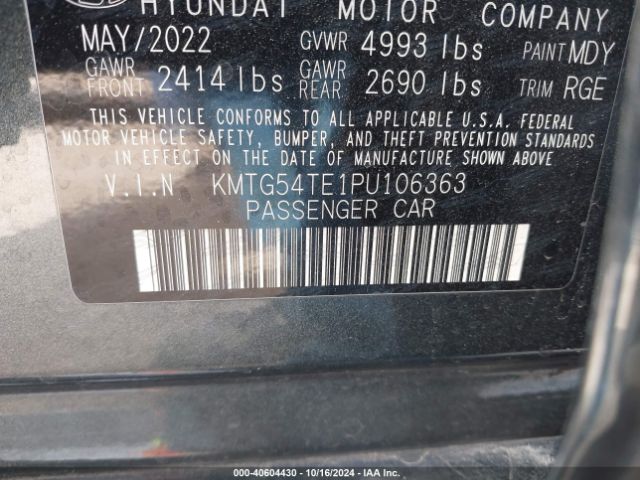 HYUNDAI MOTOR COMPANY
MAY/2022 GVWR 4993 lbs PAINT MDY
GAWR FRONT 2414 lbs GAWR REAR 2690 lbs TRIM RGE
THIS VEHICLE CONFORMS TO ALL APPLICABLE U.S.A. FEDERAL
MOTOR VEHICLE SAFETY, BUMPER, AND THEFT PREVENTION STANDARDS
IN EFFECT ON THE DATE OF MANUFACTURE SHOWN ABOVE
V.I.N KMTG54TE1PU106363
PASSENGER CAR
000-40604430 - 10/16/2024 - IAAI.COM